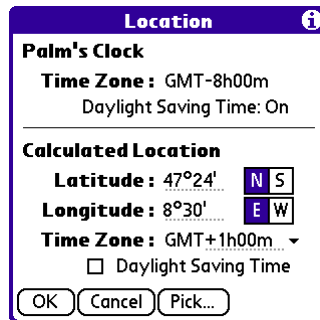 Location
Palm's Clock
Time Zone: GMT-8h00m
Daylight Saving Time: On
Calculated Location
Latitude: 47°24' N S
Longitude: 8°30' E W
Time Zone: GMT+1h00m
Daylight Saving Time
OK Cancel Pick...